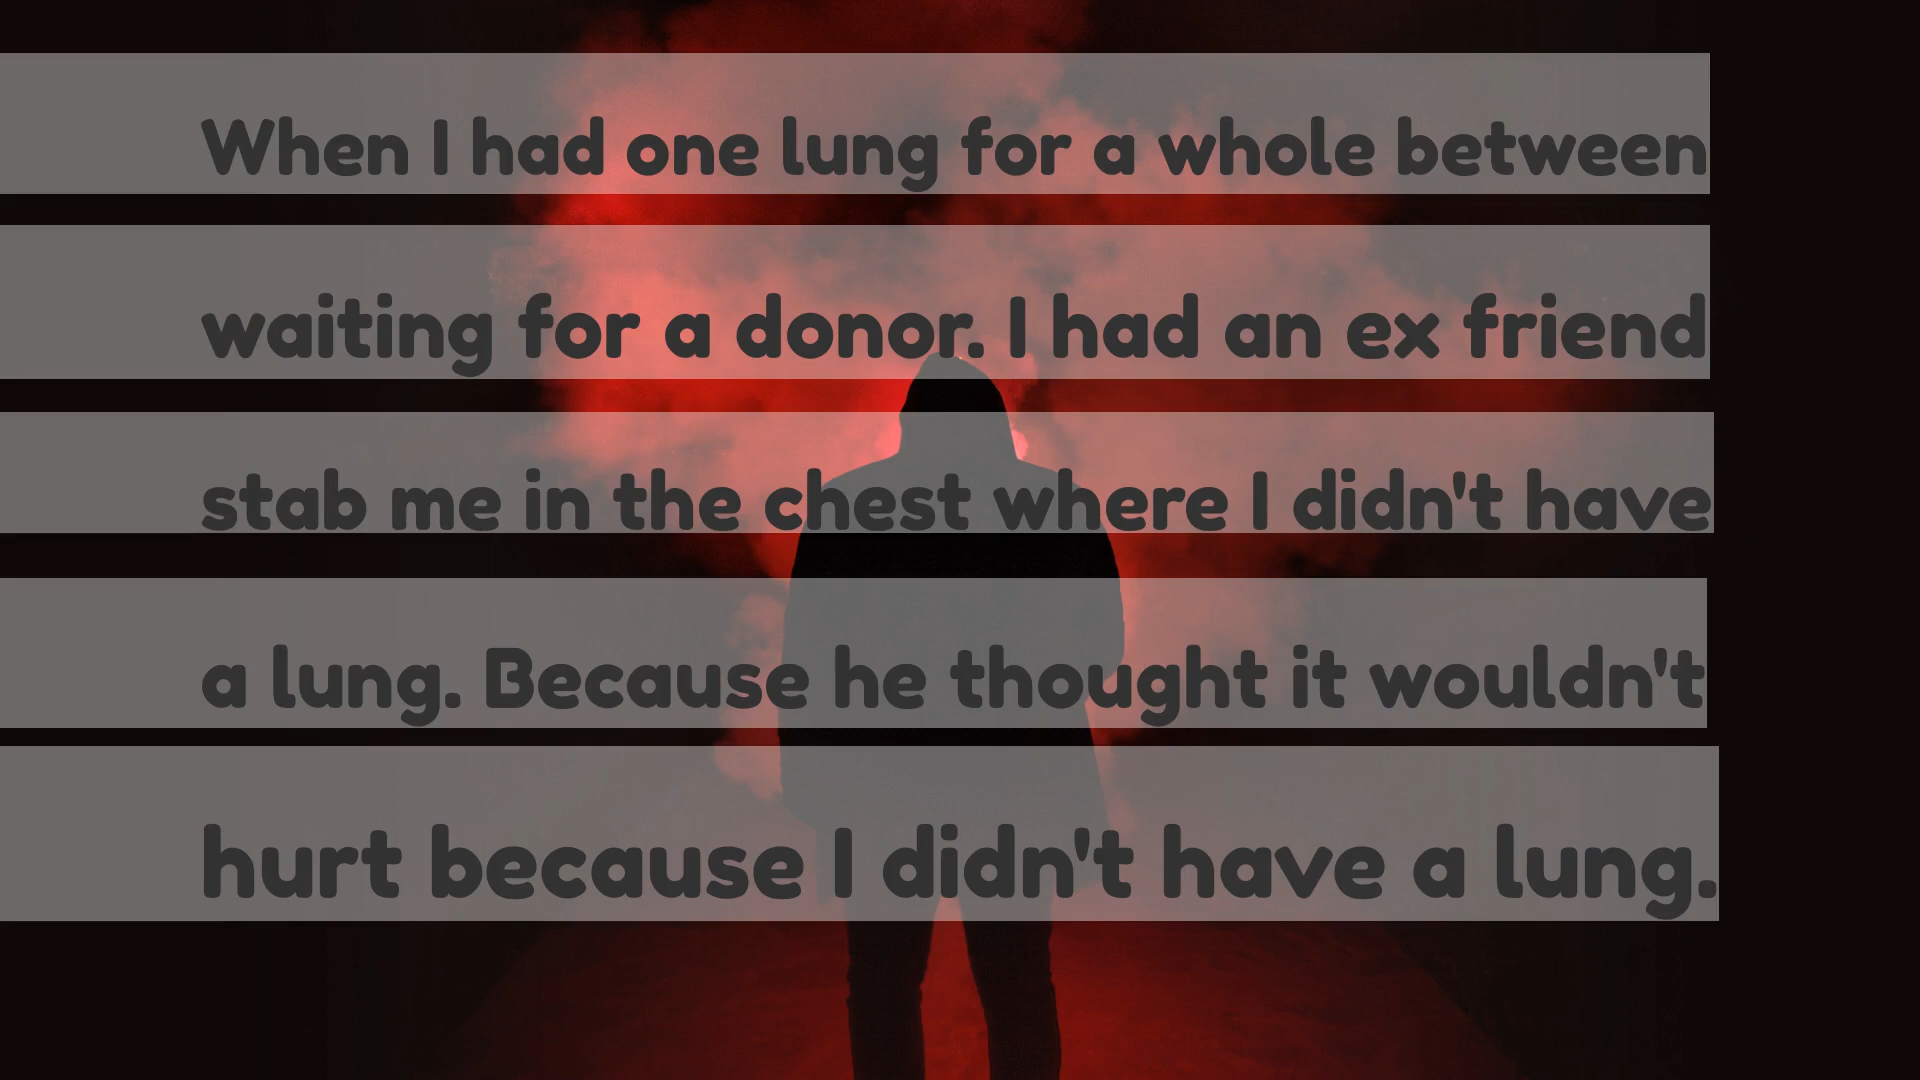 When I had one lung for a whole between
waiting for a donor. I had an ex friend
stab me in the chest where I didn't have
a lung. Because he thought it wouldn't
hurt because I didn't have a lung.